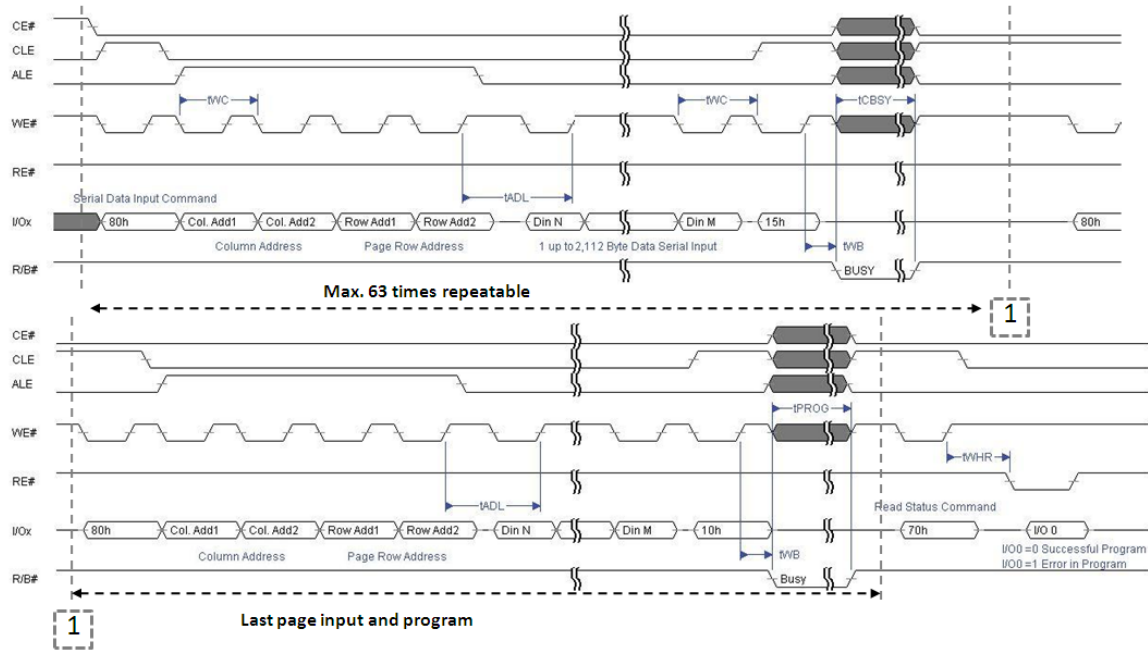 CE#
CLE
ALE
tWC
tWC
tCBSY
WE#
RE#
tADL
Serial Data Input Command
I/Ox
80h
Col. Add1
Col. Add2
Row Add1
Row Add2
Din N
Din M
15h
80h
Column Address
Page Row Address
1 up to 2,112 Byte Data Serial Input
tWB
R/B#
BUSY
Max. 63 times repeatable
1
CE#
CLE
ALE
tPROG
WE#
tWHR
RE#
tADL
Read Status Command
I/Ox
80h
Col. Add1
Col. Add2
Row Add1
Row Add2
Din N
Din M
10h
70h
I/O 0
Column Address
Page Row Address
tWB
I/O0 =0 Successful Program
I/O0 =1 Error in Program
R/B#
Busy
1
Last page input and program